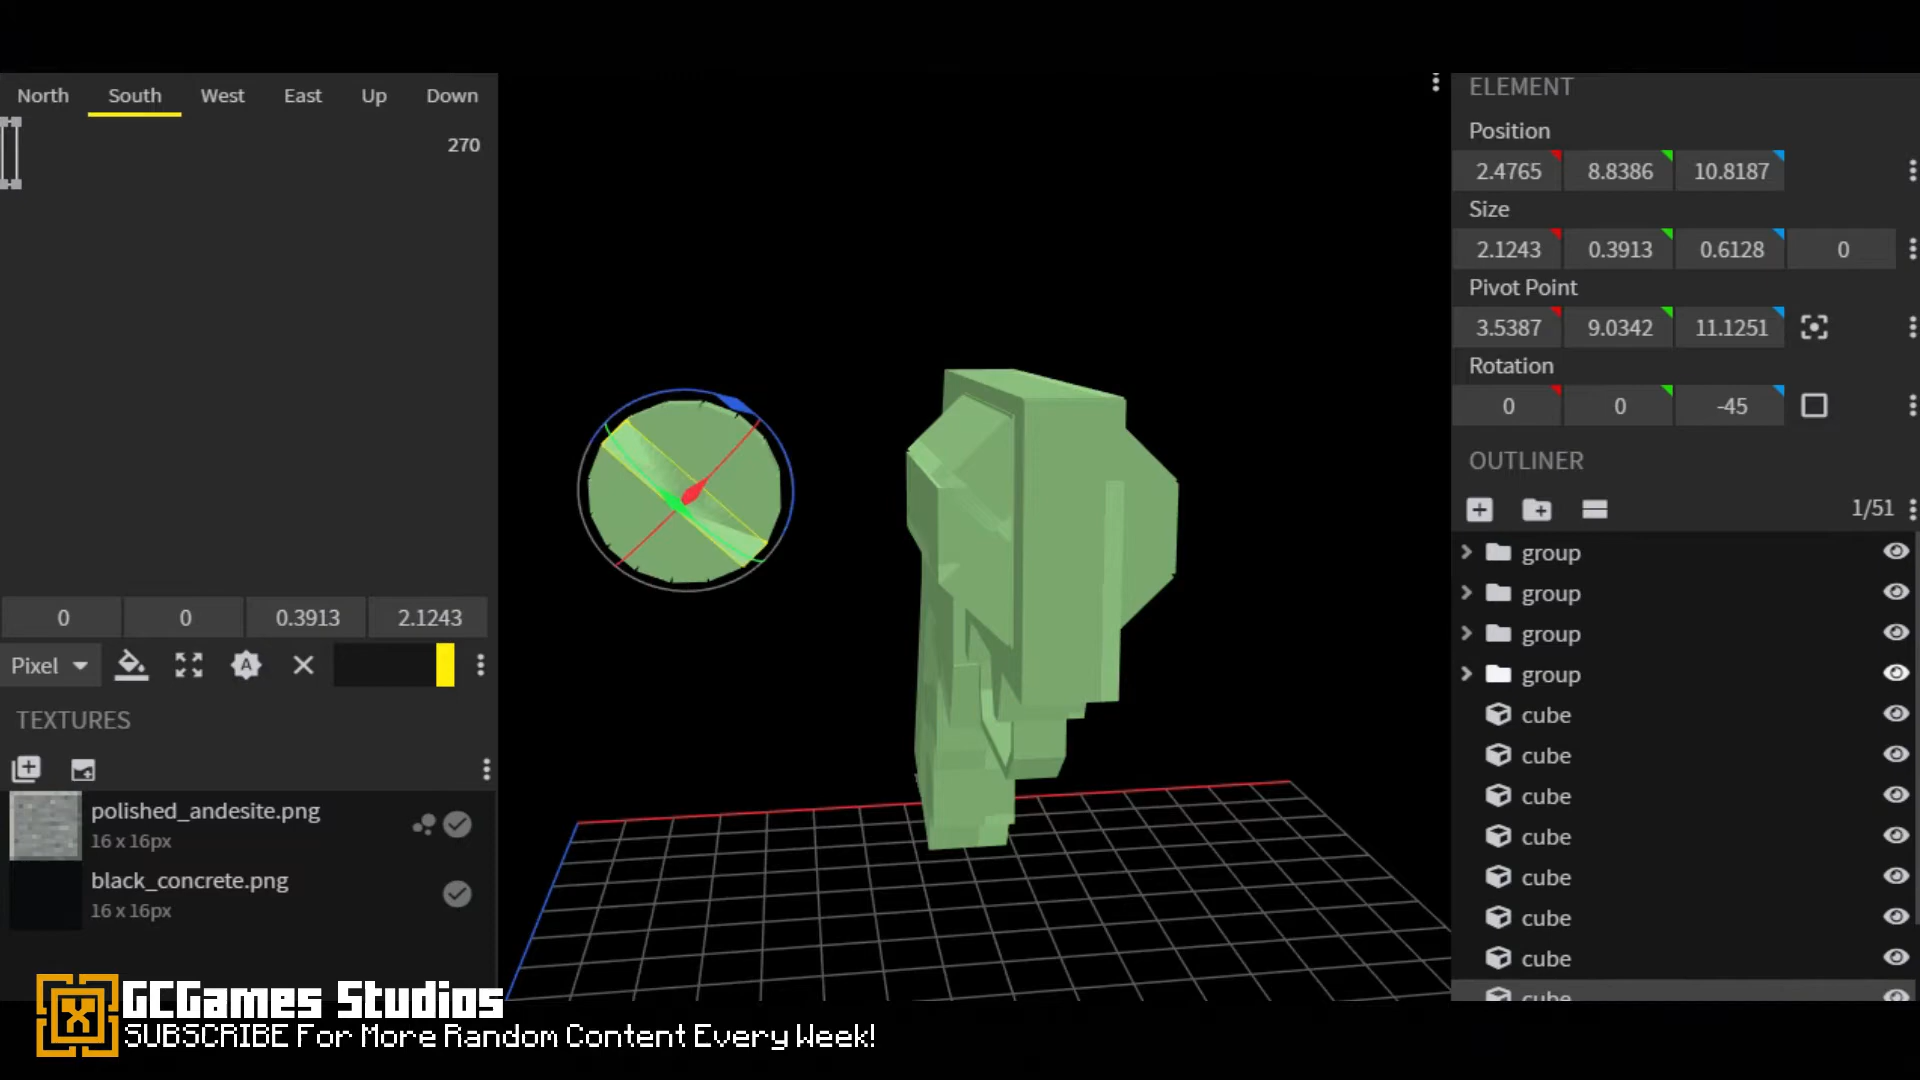 North South West East Up Down
270
0 0 0.3913 2.1243
Pixel
TEXTURES
polished_andesite.png
16 x 16px
black_concrete.png
16 x 16px
ELEMENT
Position
2.4765 8.8386 10.8187
Size
2.1243 0.3913 0.6128 0
Pivot Point
3.5387 9.0342 11.1251
Rotation
0 0 -45
OUTLINER
1/51
group
group
group
group
cube
cube
cube
cube
cube
cube
cube
cube
GCGames Studios
SUBSCRIBE For More Random Content Every Week!